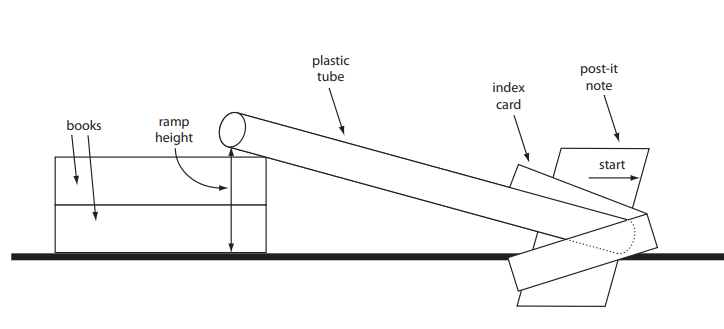 plastic
tube
post-it
note
index
card
books
ramp
height
start